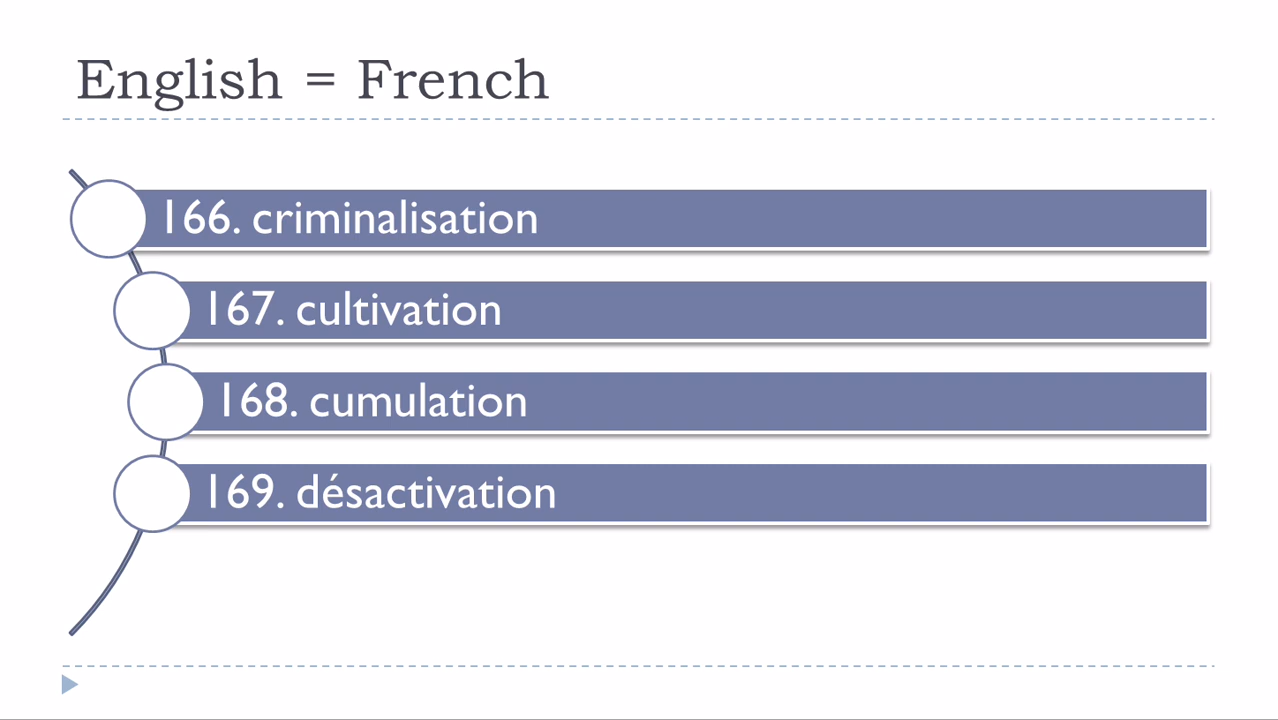 English = French
166. criminalisation
167. cultivation
168. cumulation
169. désactivation